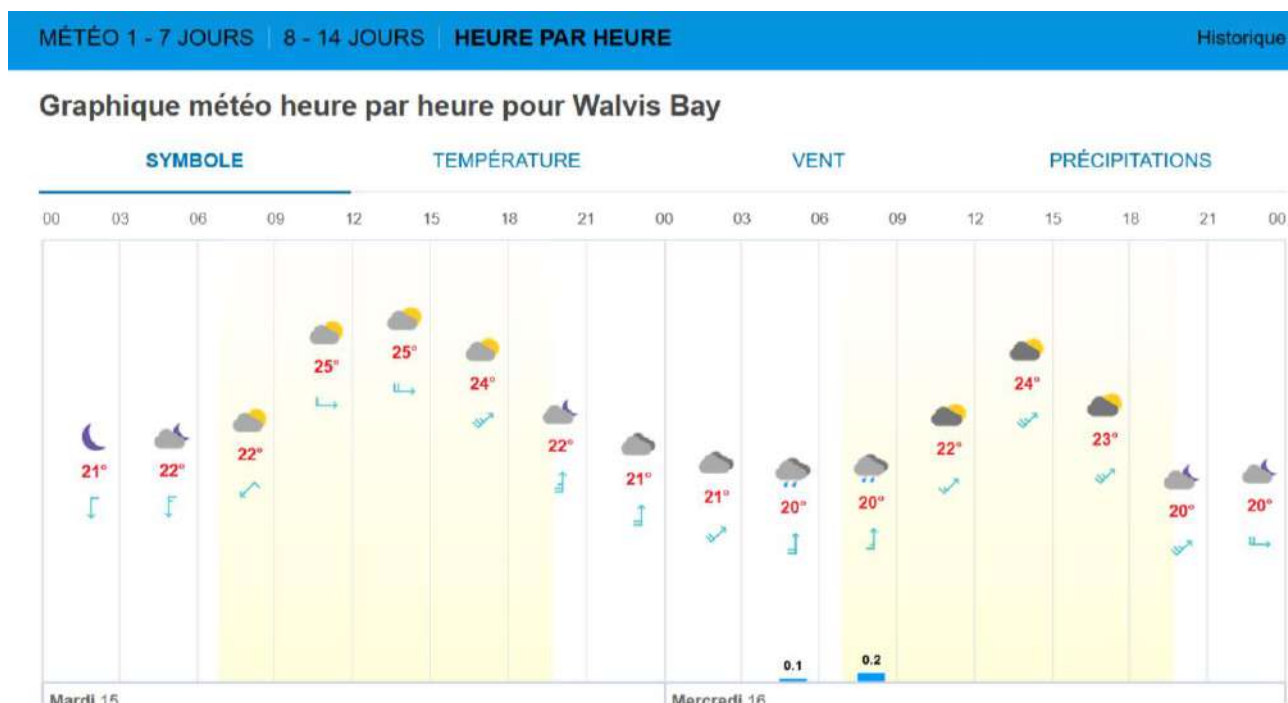 MÉTÉO 1 - 7 JOURS | 8 - 14 JOURS | HEURE PAR HEURE Historique
Graphique météo heure par heure pour Walvis Bay
SYMBOLE TEMPÉRATURE VENT PRÉCIPITATIONS
00 03 06 09 12 15 18 21 00 03 06 09 12 15 18 21 00
21° 22° 22° 25° 25° 24° 22° 21° 21° 20° 20° 22° 24° 23° 20° 20°
0.1 0.2
Mardi 15 Mercredi 16